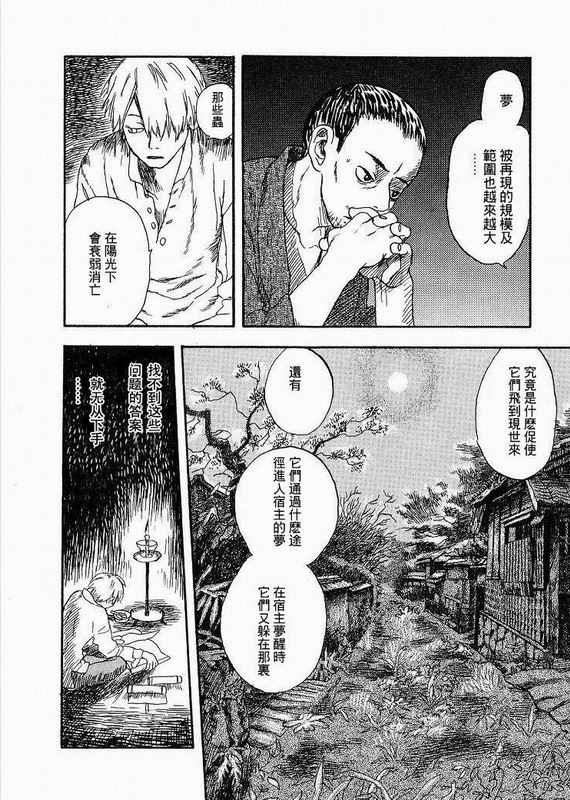 夢
被再現的規模及
範圍也越來越大
……
那些蟲
在陽光下
會衰弱消亡
究竟是什麽促使
它們飛到現世來
還有
它們通過什麽途
徑進入宿主的夢
在宿主夢醒時
它們又躲在那裏
找不到这些
问题的答案
就无从下手
……